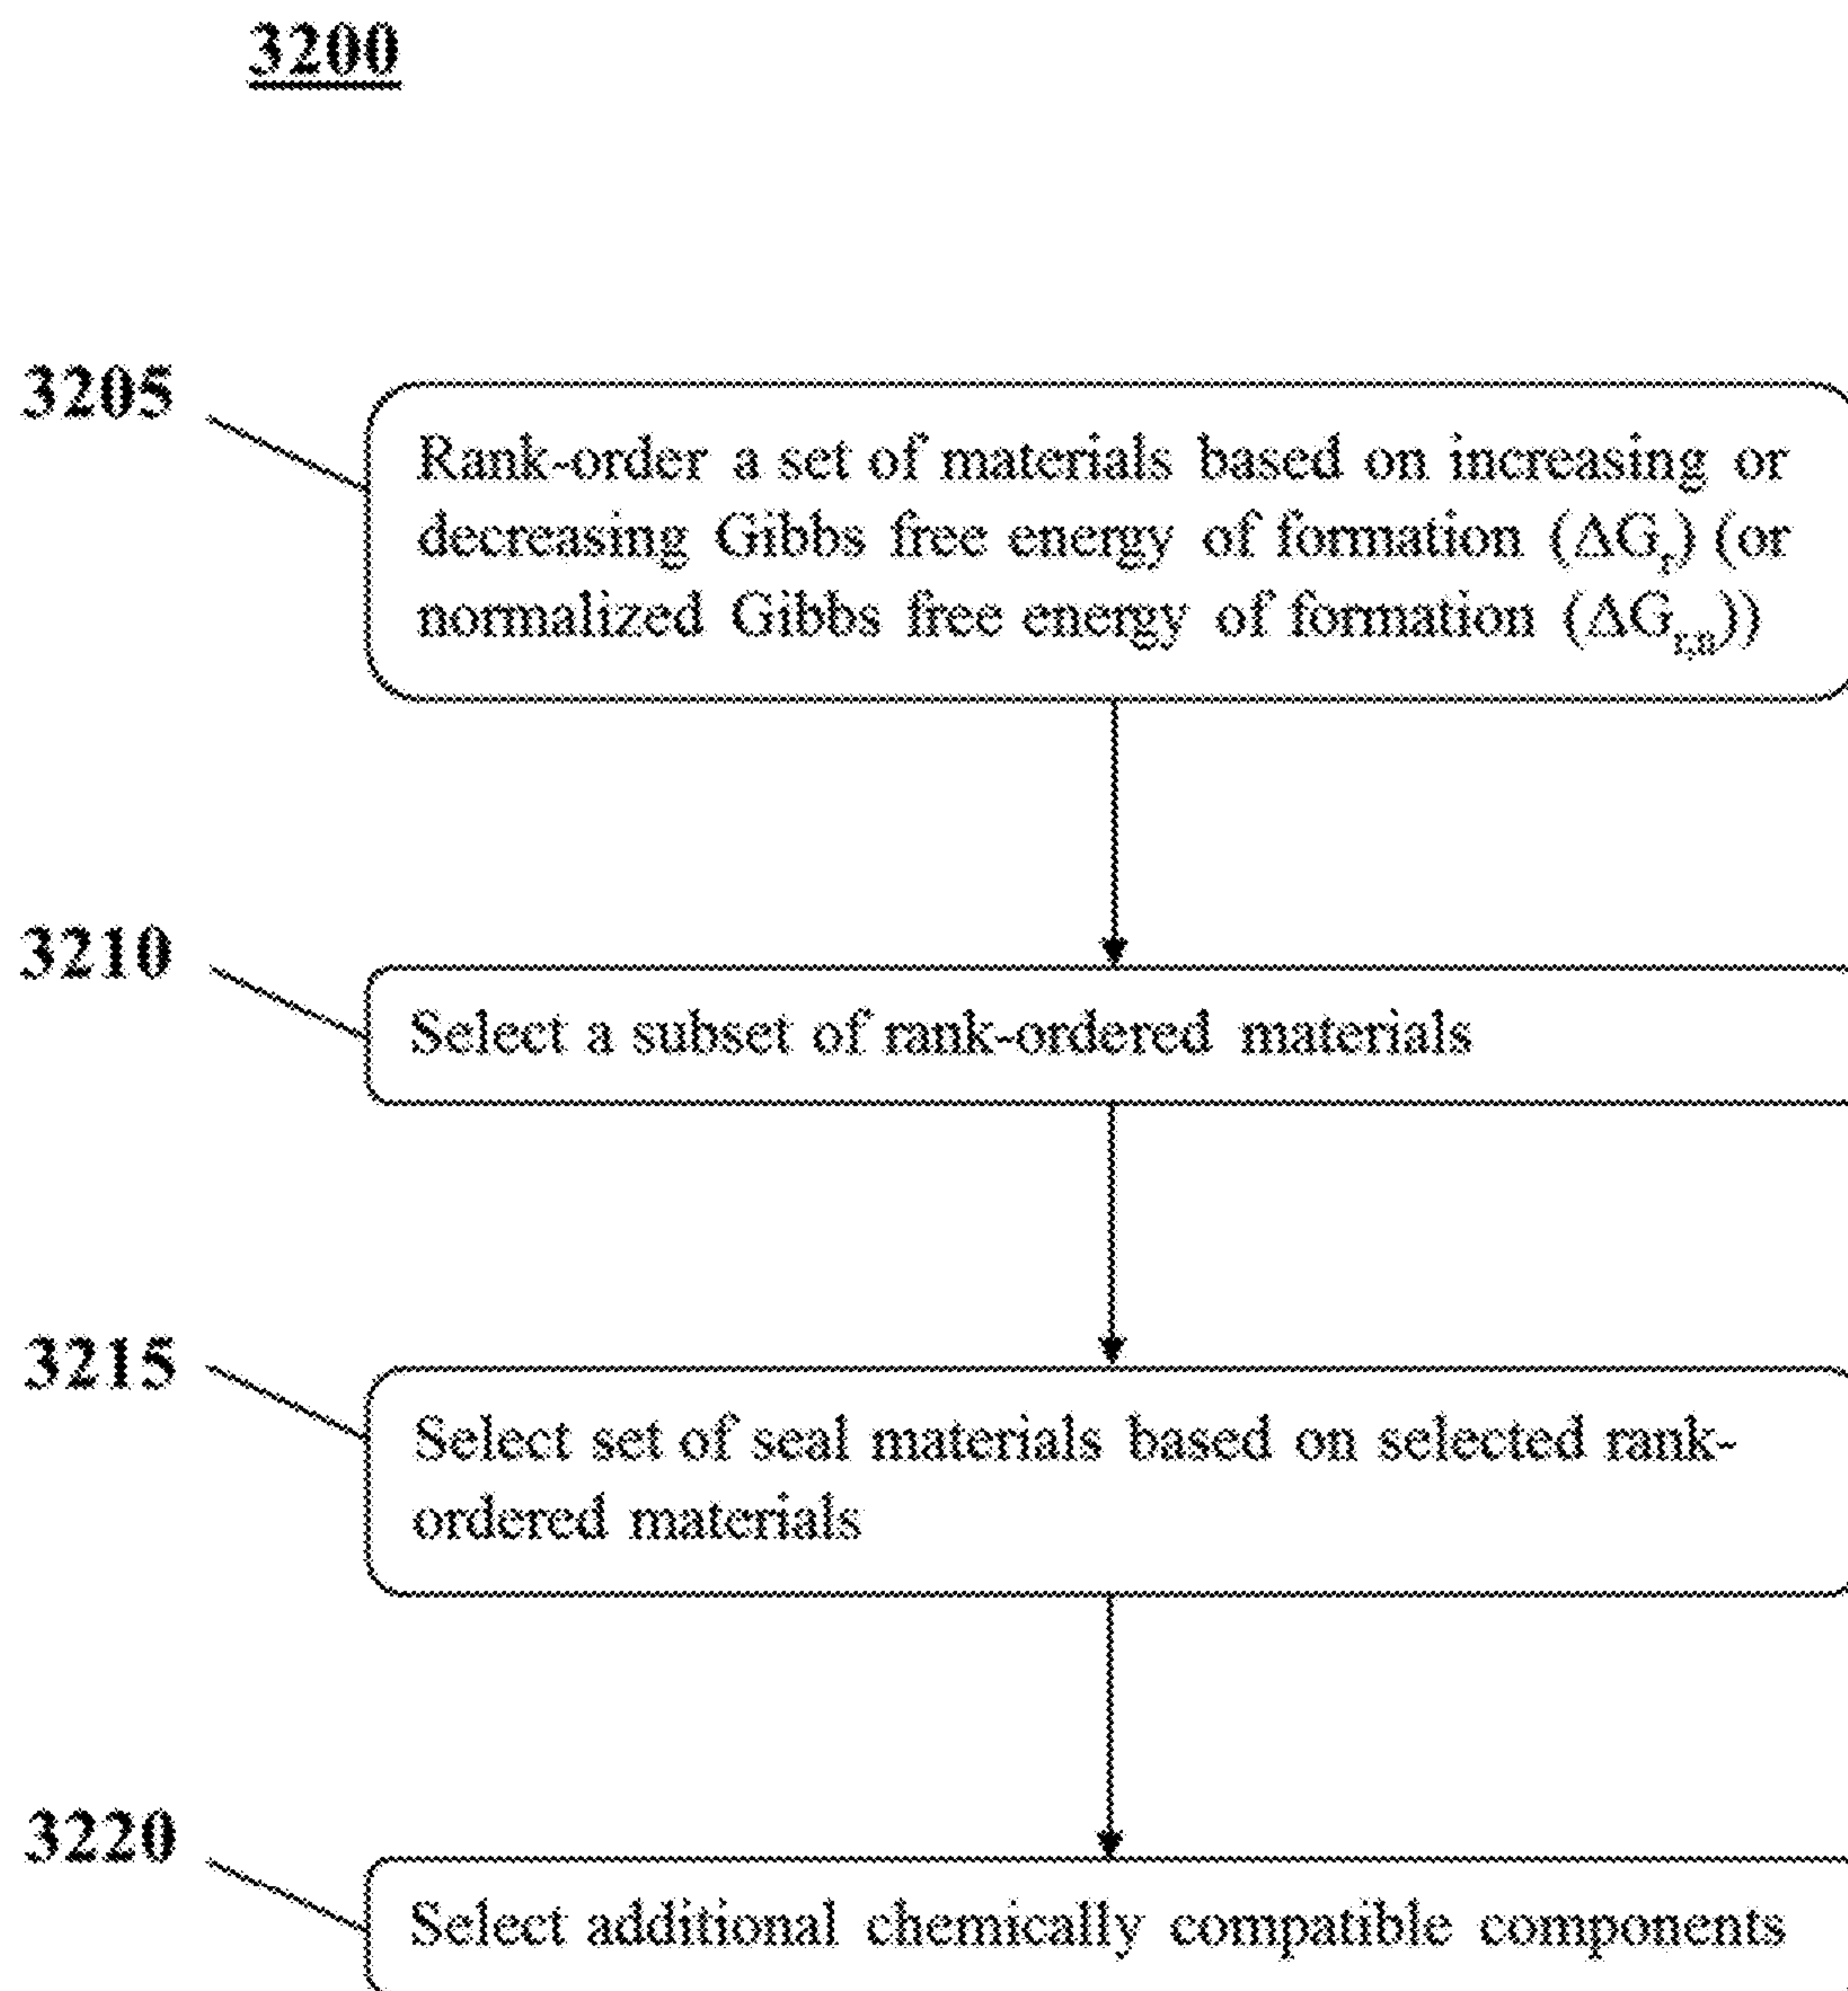 3200
3205
Rank-order a set of materials based on increasing or
decreasing Gibbs free energy of formation (ΔGr) (or
normalized Gibbs free energy of formation (ΔGr,n))
3210
Select a subset of rank-ordered materials
3215
Select set of seal materials based on selected rank-
ordered materials
3220
Select additional chemically compatible components